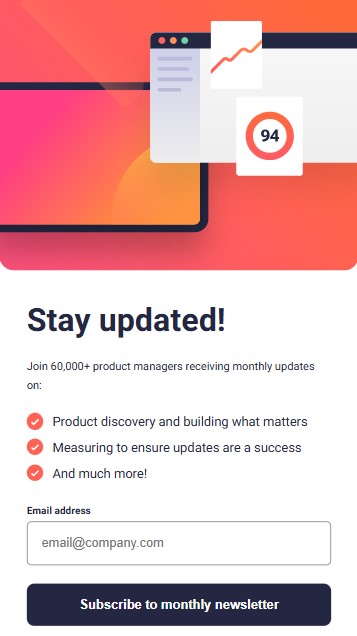 94
Stay updated!
Join 60,000+ product managers receiving monthly updates
on:
Product discovery and building what matters
Measuring to ensure updates are a success
And much more!
Email address
email@company.com
Subscribe to monthly newsletter